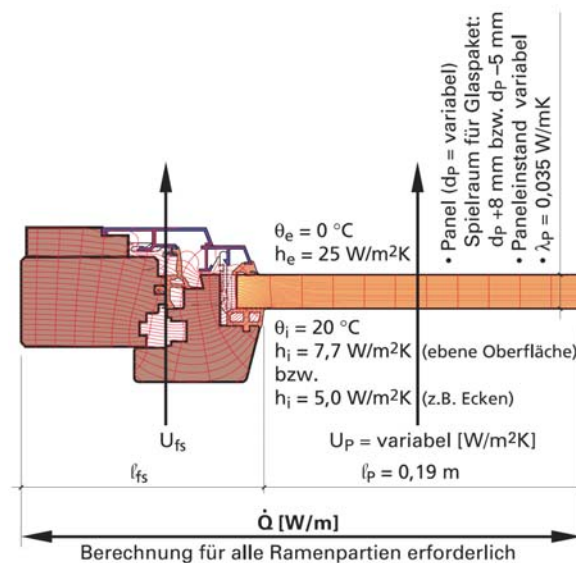 • Panel (dP = variabel)
Spielraum für Glaspaket:
dP +8 mm bzw. dP –5 mm
• Paneleinstand variabel
• λP = 0,035 W/mK
θe = 0 °C
he = 25 W/m²K
θi = 20 °C
hi = 7,7 W/m²K (ebene Oberfläche)
bzw.
hi = 5,0 W/m²K (z.B. Ecken)
Ufs
UP = variabel [W/m²K]
ℓfs
ℓP = 0,19 m
Q̇ [W/m]
Berechnung für alle Ramenpartien erforderlich